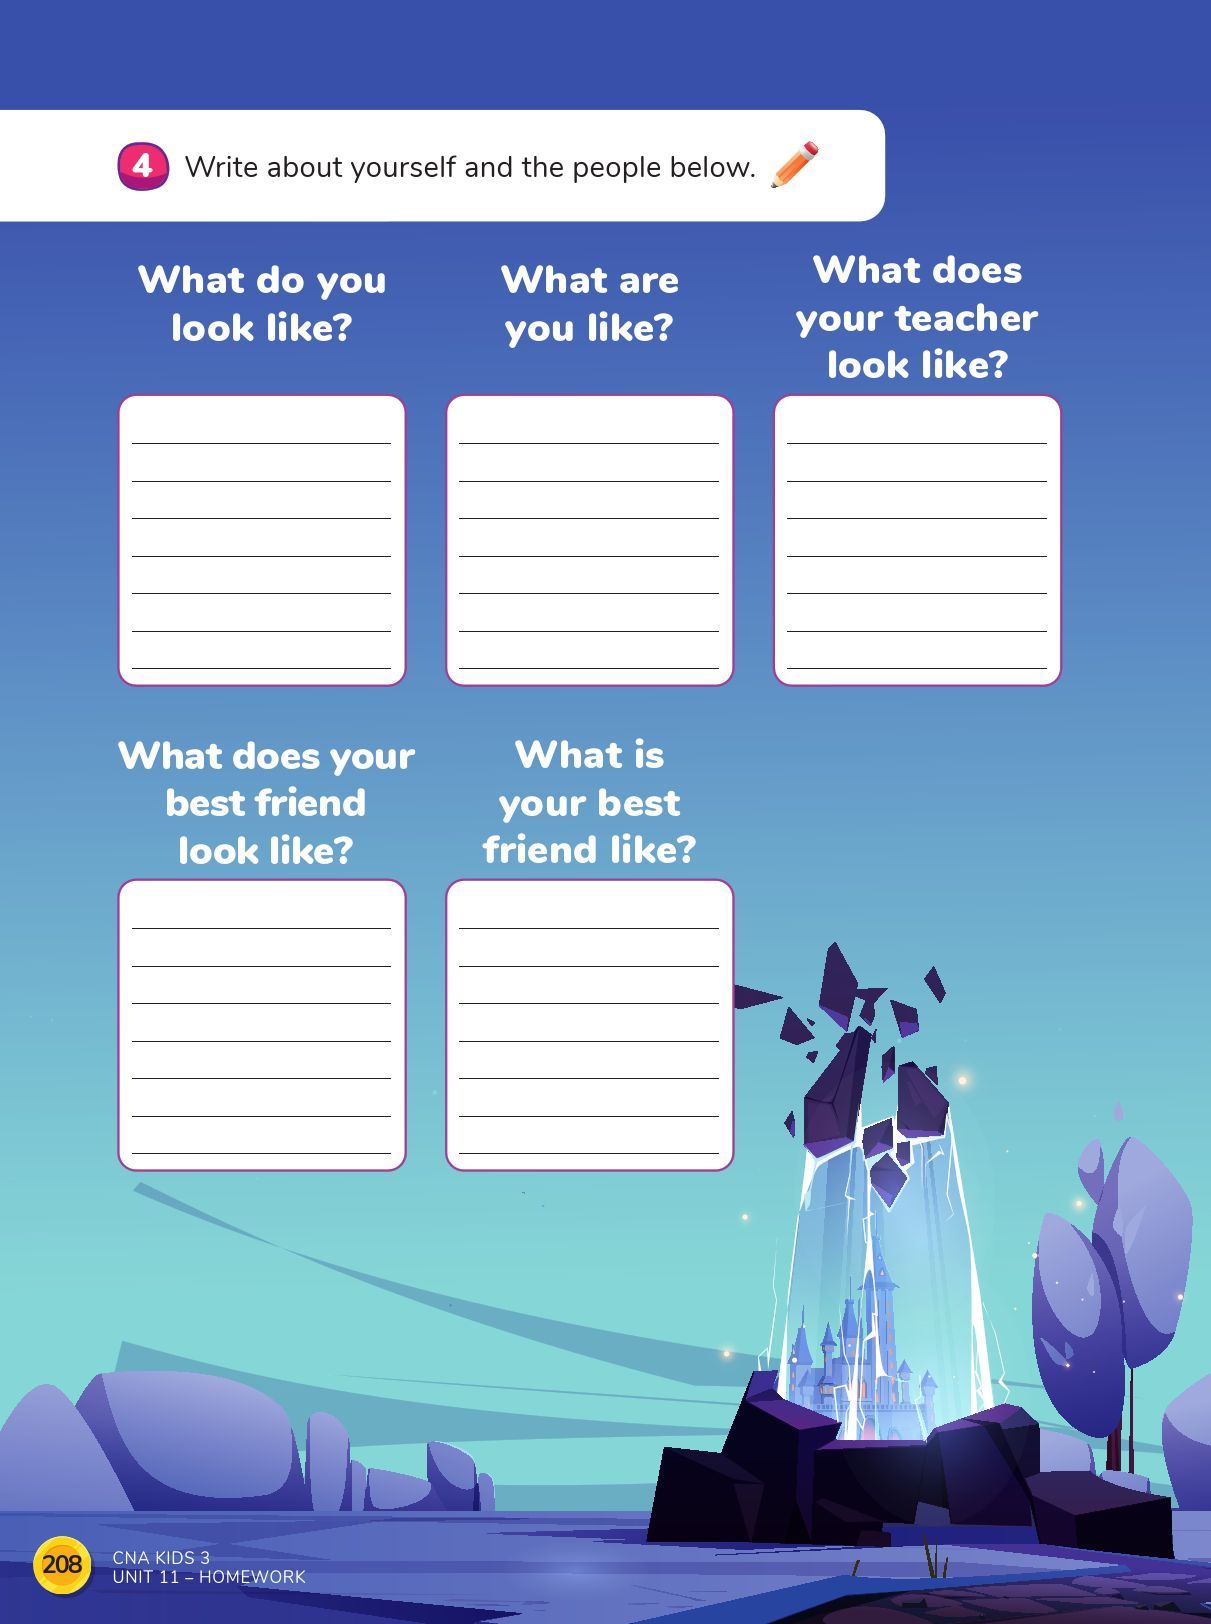 4 Write about yourself and the people below.
What do you
look like?
What are
you like?
What does
your teacher
look like?
What does your
best friend
look like?
What is
your best
friend like?
208
CNA KIDS 3
UNIT 11 – HOMEWORK